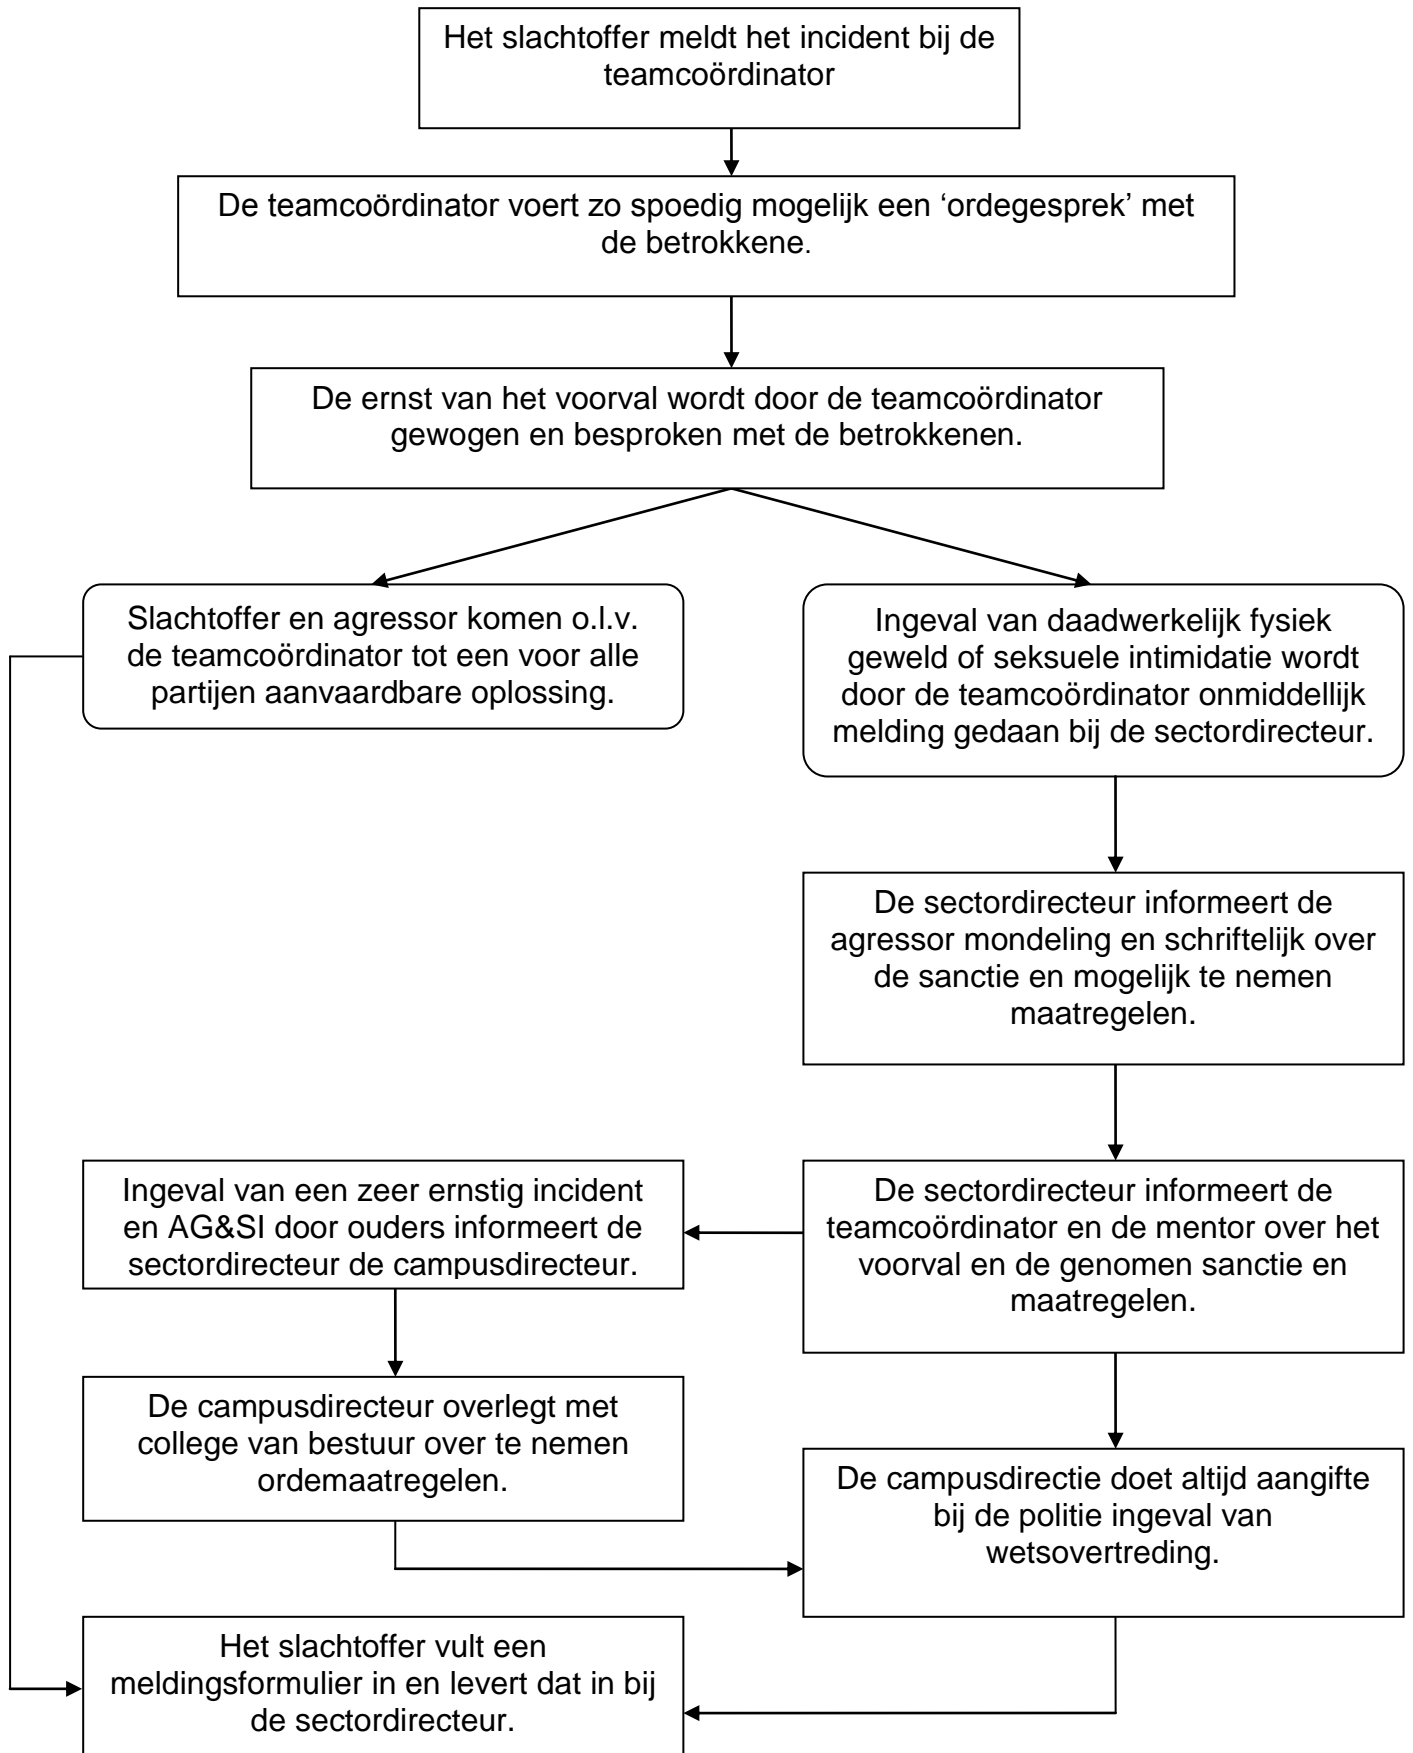 Het slachtoffer meldt het incident bij de
teamcoördinator
De teamcoördinator voert zo spoedig mogelijk een ‘ordegesprek’ met
de betrokkene.
De ernst van het voorval wordt door de teamcoördinator
gewogen en besproken met de betrokkenen.
Slachtoffer en agressor komen o.l.v.
de teamcoördinator tot een voor alle
partijen aanvaardbare oplossing.
Ingeval van daadwerkelijk fysiek
geweld of seksuele intimidatie wordt
door de teamcoördinator onmiddellijk
melding gedaan bij de sectordirecteur.
De sectordirecteur informeert de
agressor mondeling en schriftelijk over
de sanctie en mogelijk te nemen
maatregelen.
Ingeval van een zeer ernstig incident
en AG&SI door ouders informeert de
sectordirecteur de campusdirecteur.
De sectordirecteur informeert de
teamcoördinator en de mentor over het
voorval en de genomen sanctie en
maatregelen.
De campusdirecteur overlegt met
college van bestuur over te nemen
ordemaatregelen.
De campusdirectie doet altijd aangifte
bij de politie ingeval van
wetsovertreding.
Het slachtoffer vult een
meldingsformulier in en levert dat in bij
de sectordirecteur.